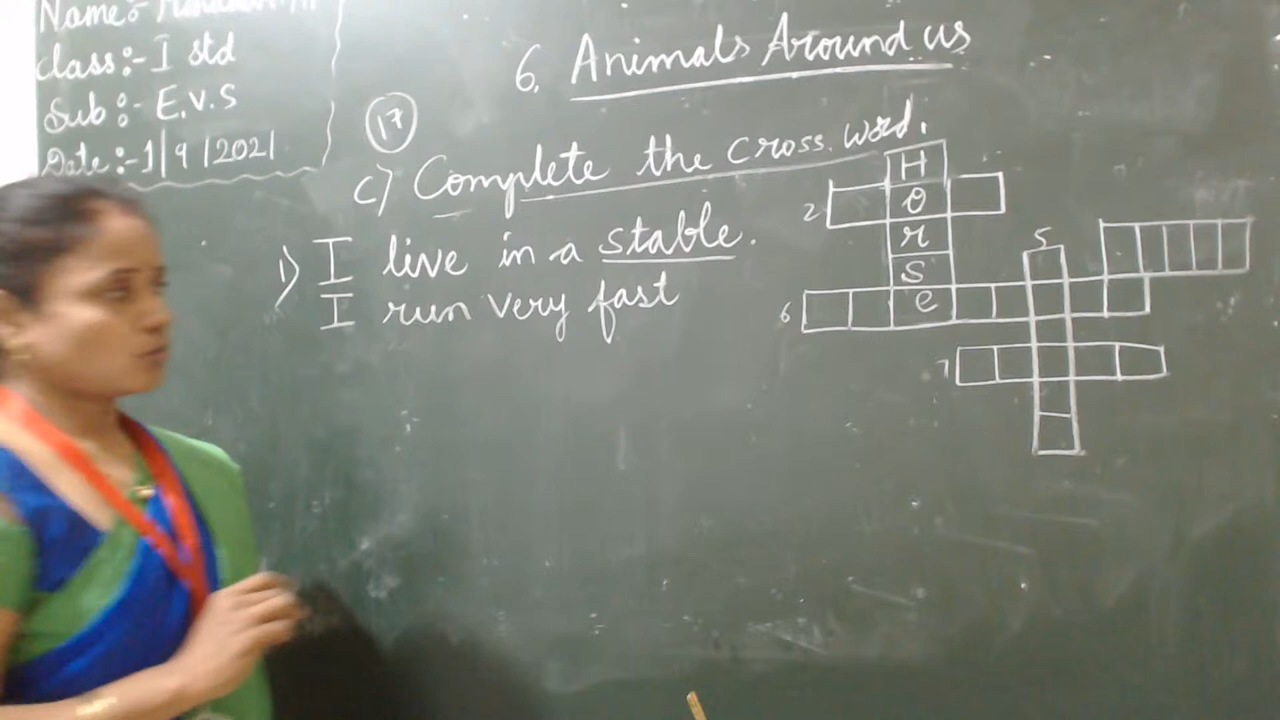 Name:-
Class:- I std
Sub :- E.V.S
Date :- 1/9/2021
6. Animals Around us
17
C) Complete the cross word.
1) I live in a stable.
I run very fast
H
2 o
r
5
s
6 e
7